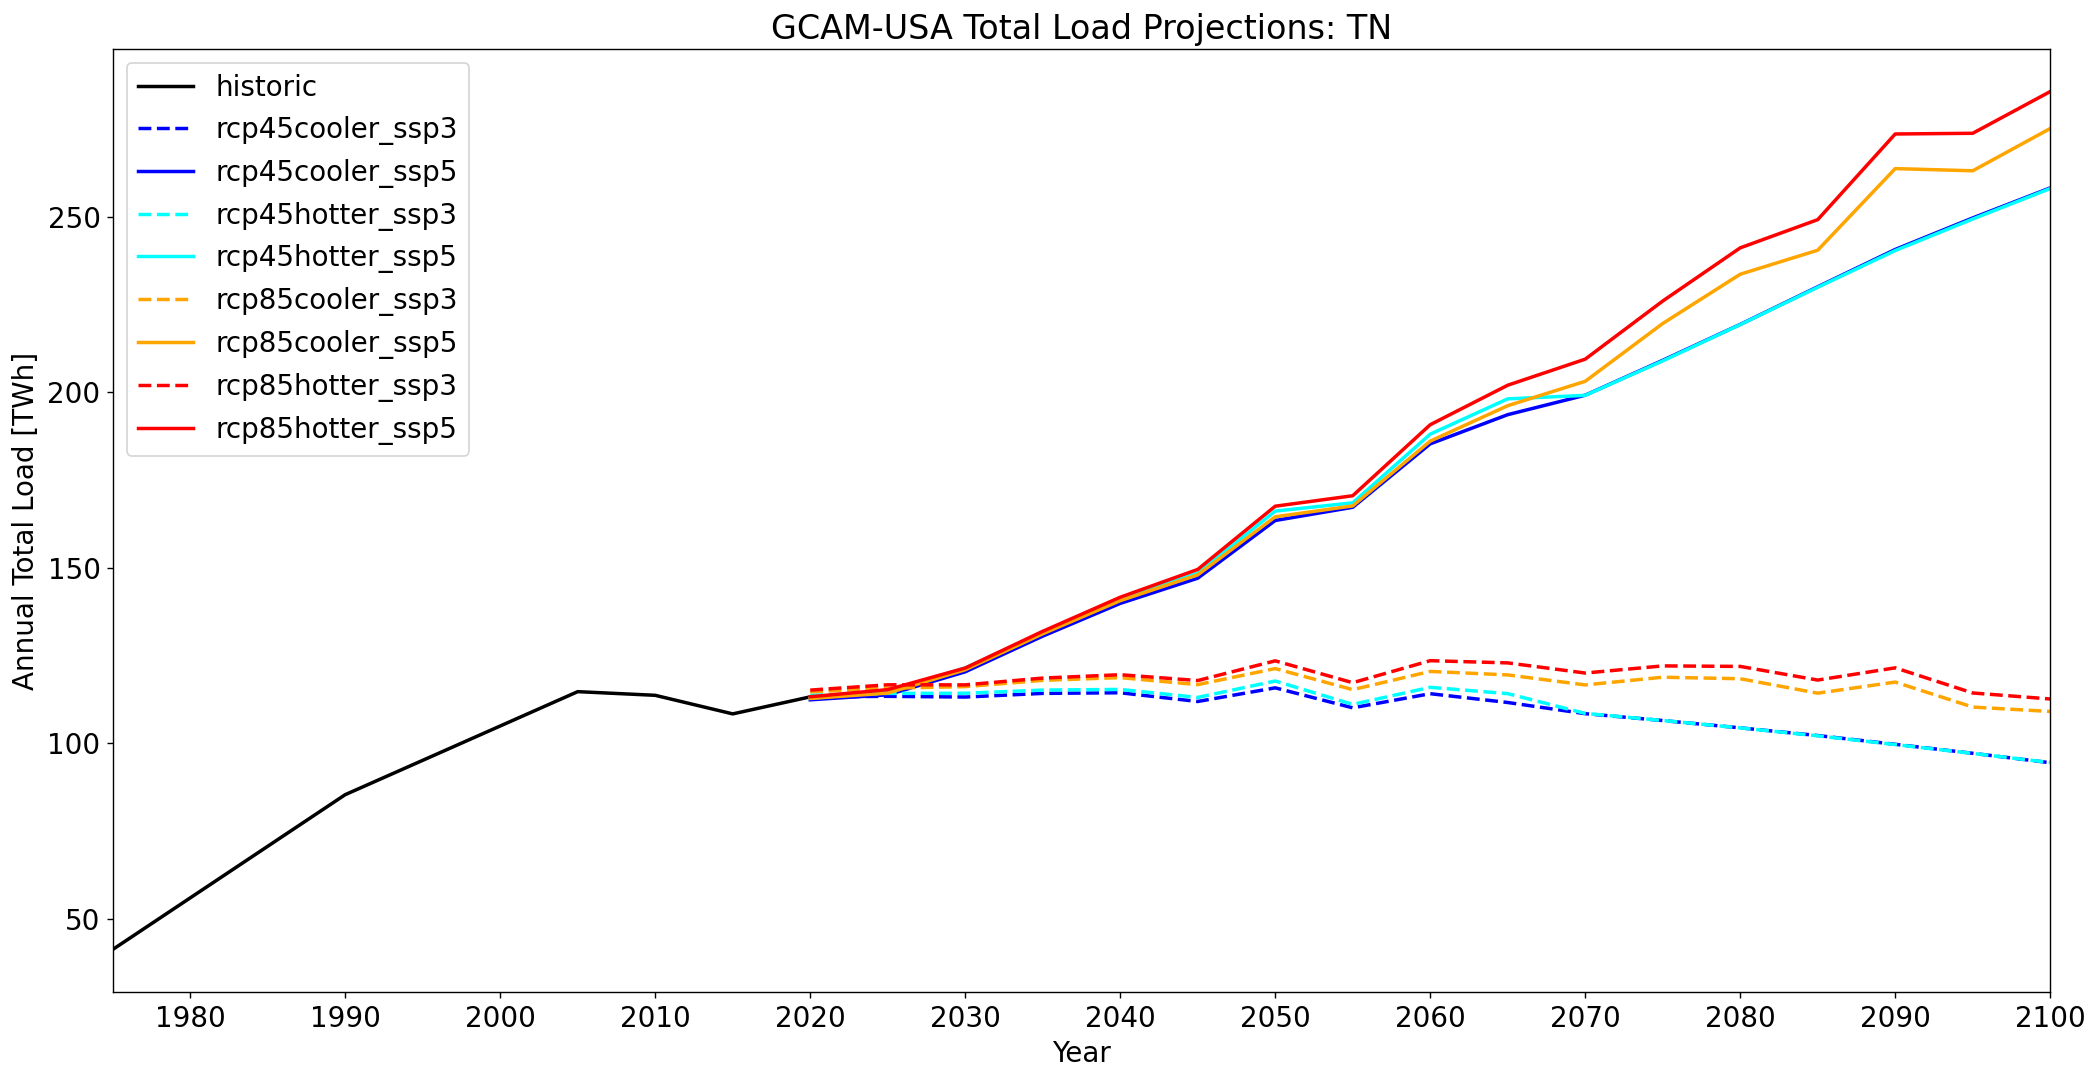 GCAM-USA Total Load Projections: TN
historic
rcp45cooler_ssp3
rcp45cooler_ssp5
rcp45hotter_ssp3
rcp45hotter_ssp5
rcp85cooler_ssp3
rcp85cooler_ssp5
rcp85hotter_ssp3
rcp85hotter_ssp5
Annual Total Load [TWh]
250
200
150
100
50
1980 1990 2000 2010 2020 2030 2040 2050 2060 2070 2080 2090 2100
Year